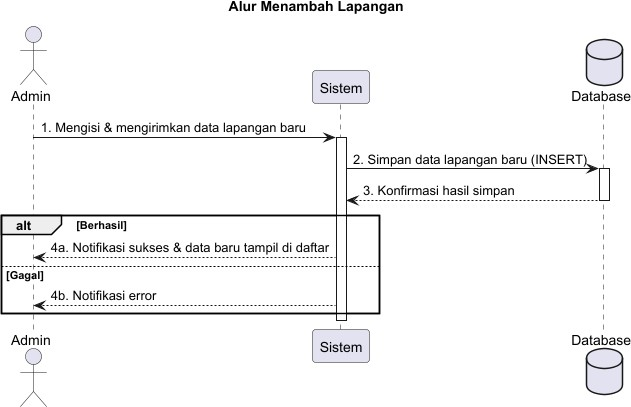 Alur Menambah Lapangan
Admin
Sistem
Database
1. Mengisi & mengirimkan data lapangan baru
2. Simpan data lapangan baru (INSERT)
3. Konfirmasi hasil simpan
alt [Berhasil]
4a. Notifikasi sukses & data baru tampil di daftar
[Gagal]
4b. Notifikasi error
Admin
Sistem
Database